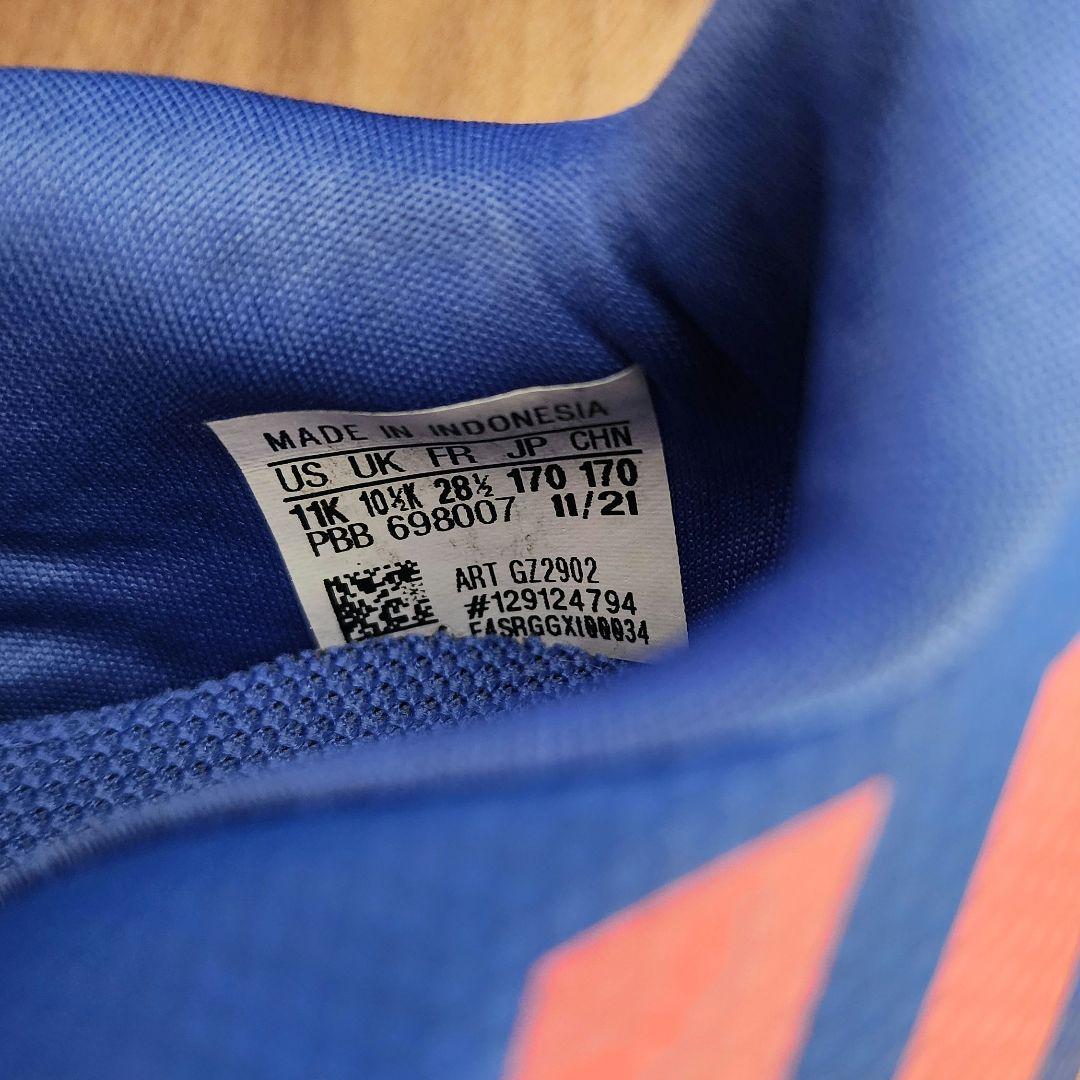 MADE IN INDONESIA
US UK FR JP CHN
11K 10½K 28½ 170 170
PBB 698007 11/21
ART GZ2902
#129124794